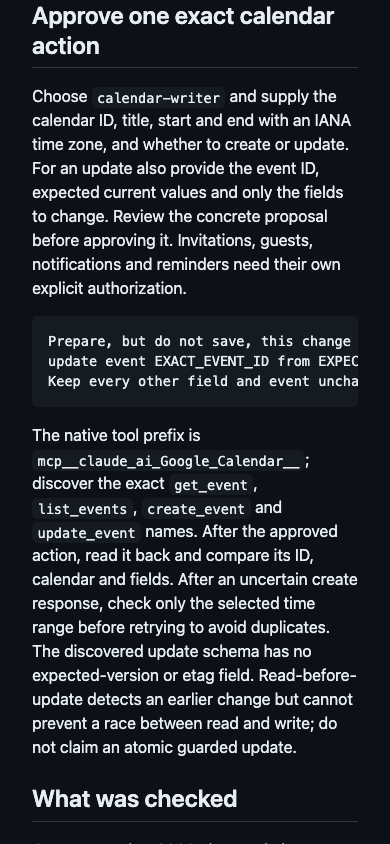 Approve one exact calendar
action
Choose calendar-writer and supply the
calendar ID, title, start and end with an IANA
time zone, and whether to create or update.
For an update also provide the event ID,
expected current values and only the fields
to change. Review the concrete proposal
before approving it. Invitations, guests,
notifications and reminders need their own
explicit authorization.
Prepare, but do not save, this change
update event EXACT_EVENT_ID from EXPEC
Keep every other field and event uncha
The native tool prefix is
mcp__claude_ai_Google_Calendar__;
discover the exact get_event,
list_events, create_event and
update_event names. After the approved
action, read it back and compare its ID,
calendar and fields. After an uncertain create
response, check only the selected time
range before retrying to avoid duplicates.
The discovered update schema has no
expected-version or etag field. Read-before-
update detects an earlier change but cannot
prevent a race between read and write; do
not claim an atomic guarded update.
What was checked